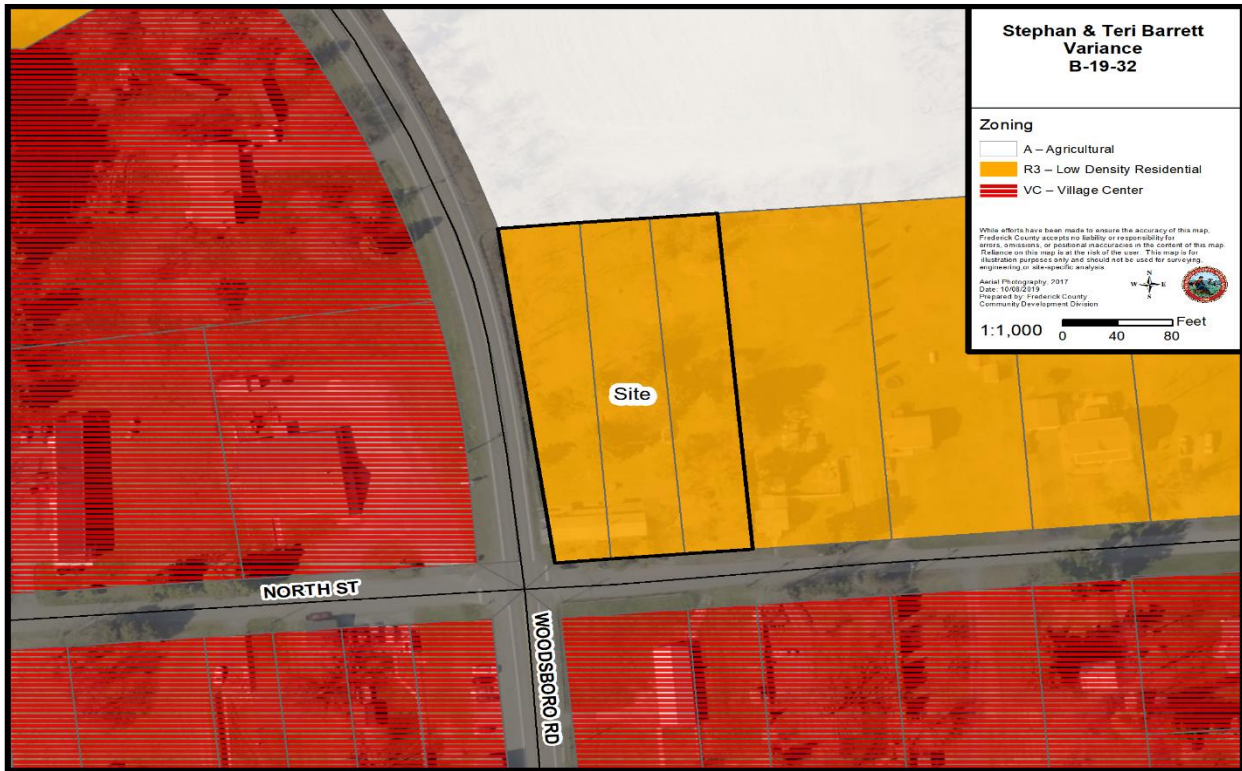 Stephan & Teri Barrett
Variance
B-19-32
Zoning
A – Agricultural
R3 – Low Density Residential
VC – Village Center
While efforts have been made to ensure the accuracy of this map,
Frederick County accepts no liability or responsibility for
errors, omissions, or positional inaccuracies in the content of this map.
Reliance on this map is at the risk of the user. This map is for
illustration purposes only and should not be used for surveying,
engineering, or site-specific analysis
Aerial Photography: 2017
Date: 10/08/2019
Prepared by: Frederick County
Community Development Division
N
W E
S
1:1,000
Feet
0 40 80
Site
NORTH ST
WOODSBORO RD